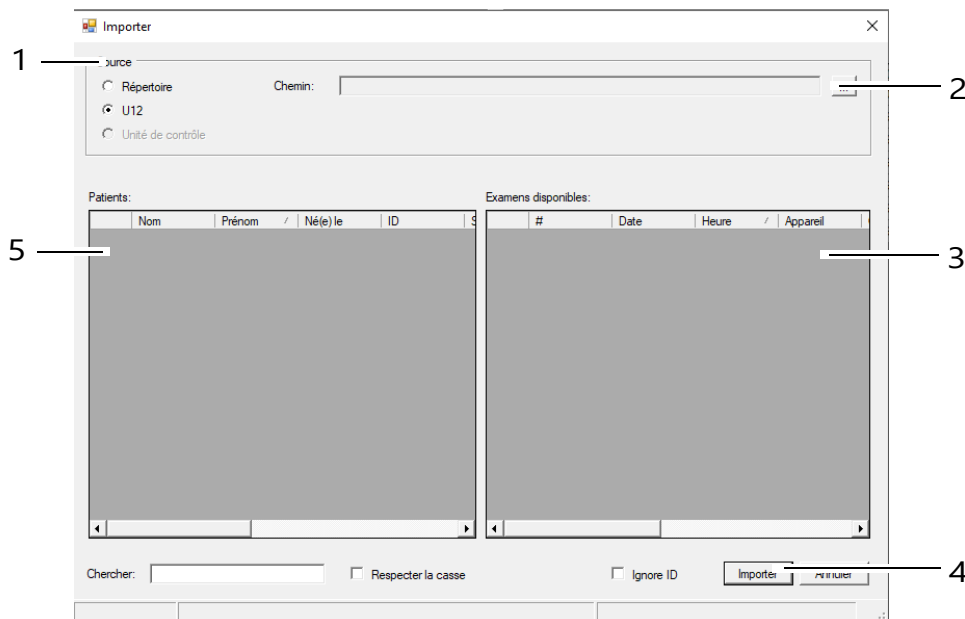 Importer
1
Source
Répertoire
Chemin:
...
2
U12
Unité de contrôle
Patients:
Examens disponibles:
Nom
Prénom
Né(e) le
ID
S
#
Date
Heure
Appareil
5
3
Chercher:
Respecter la casse
Ignore ID
Importer
Annuler
4